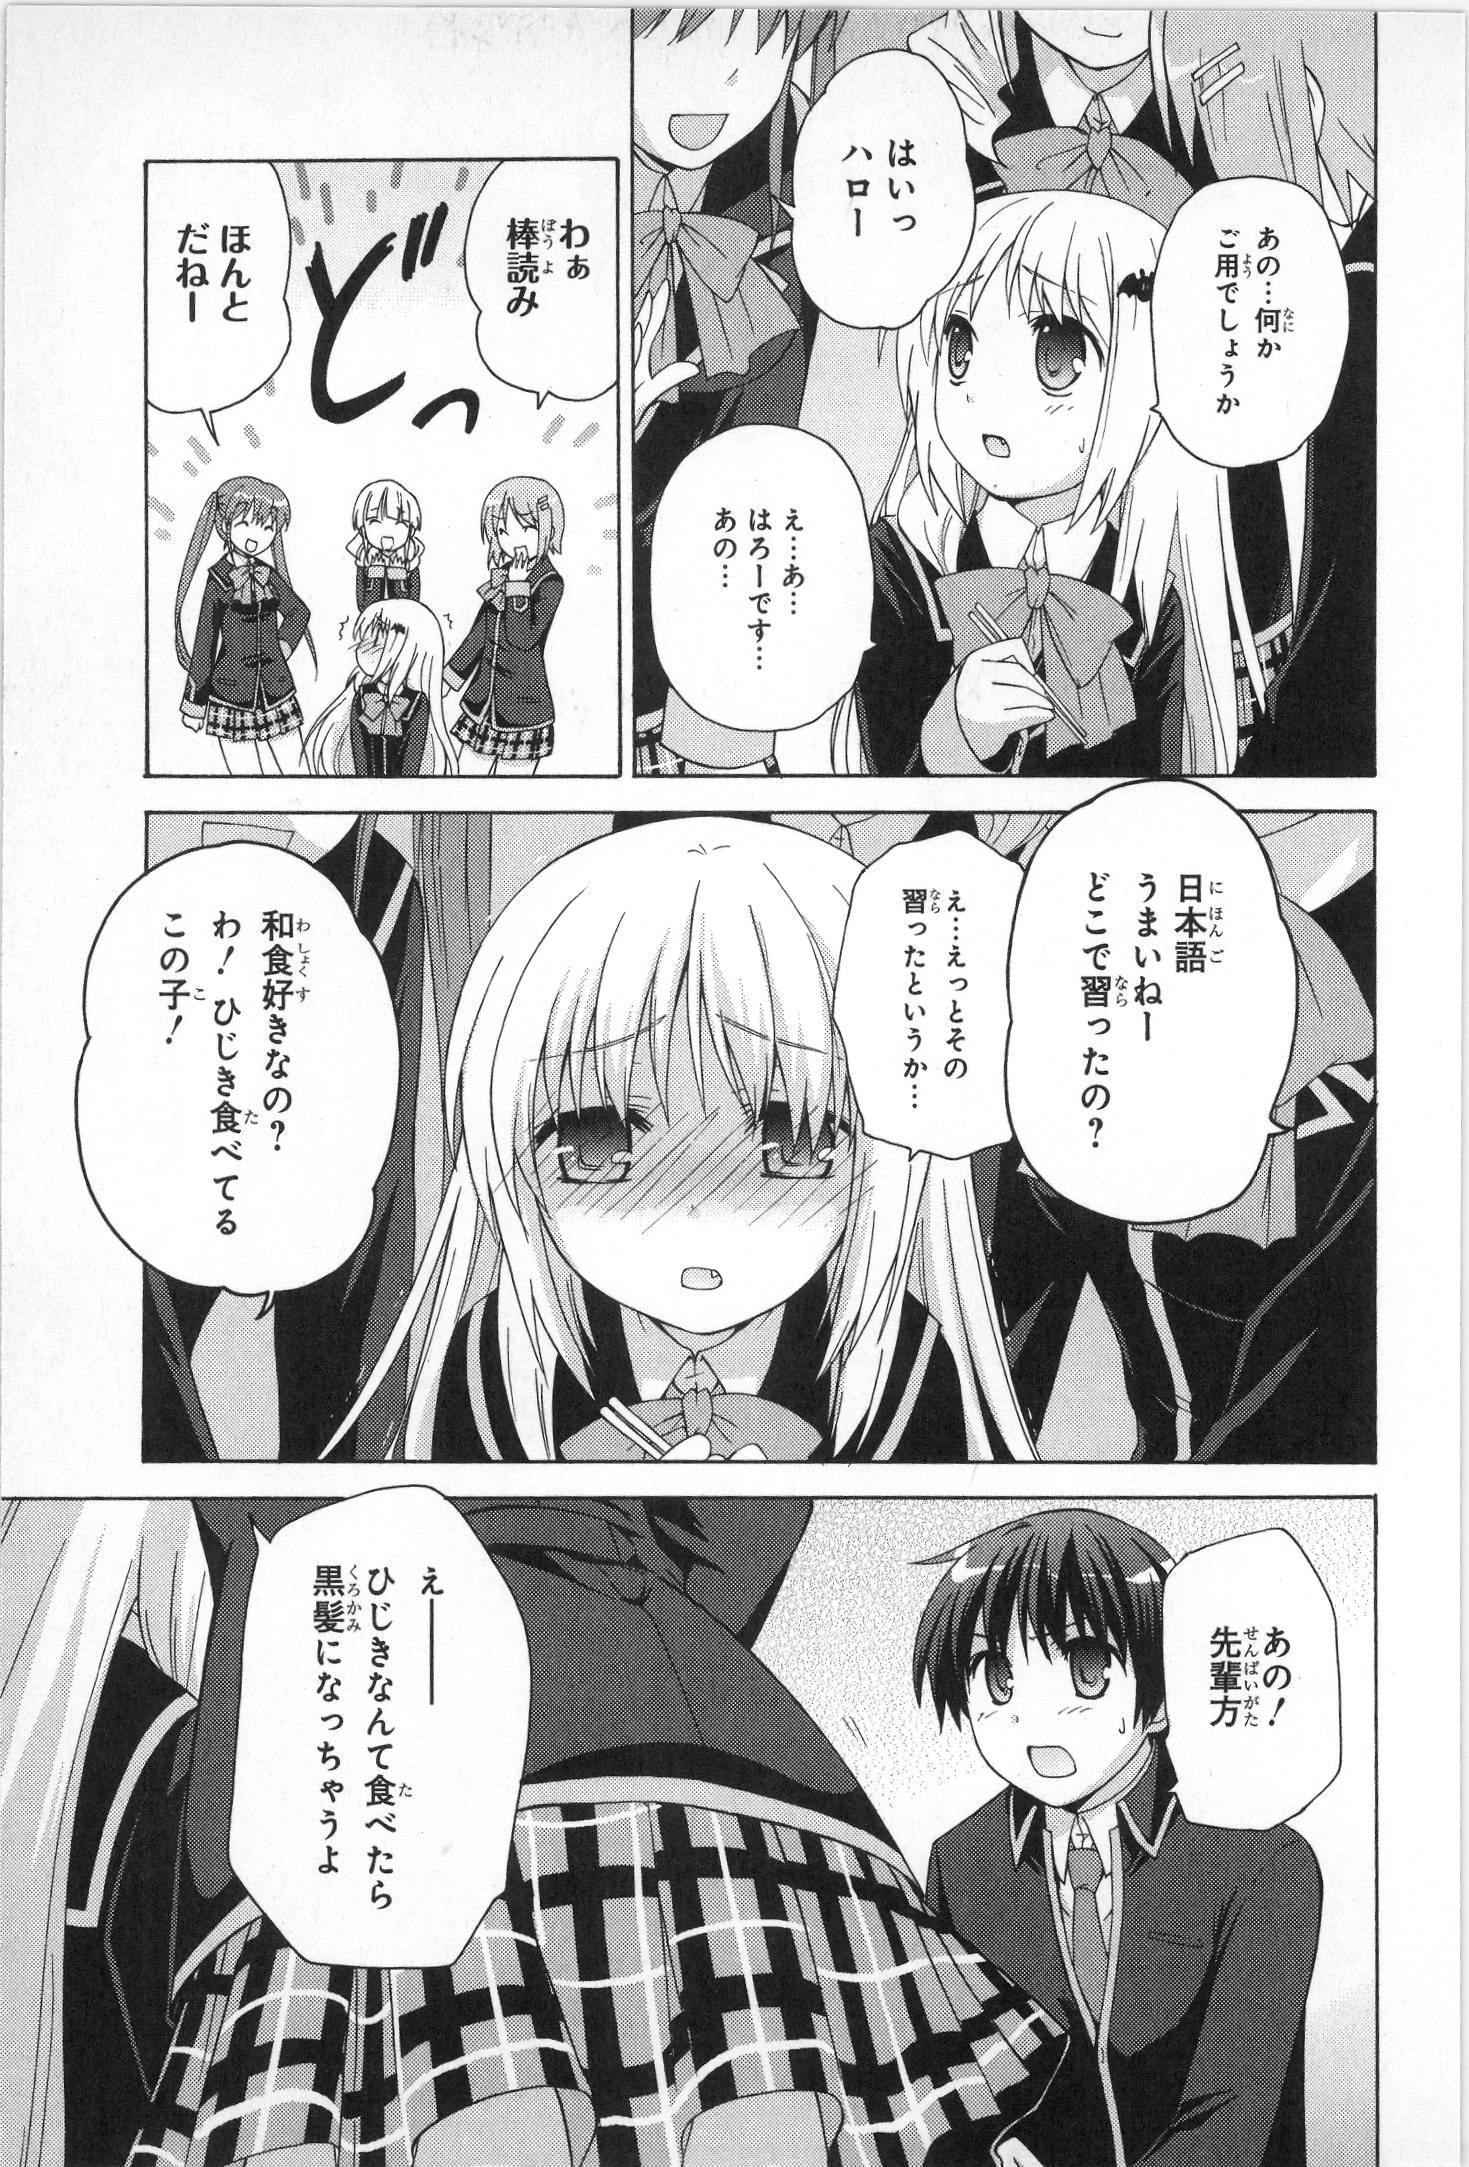 あの…何か
ご用でしょうか
はいっ
ハロー
え…あ…
はろーです…
あの…
わぁ
棒読み
どっ
ほんと
だねー
日本語
うまいねー
どこで習ったの?
え…えっとその
習ったというか…
和食好きなの?
わ!ひじき食べてる
この子!
あの!
先輩方
え――
ひじきなんて食べたら
黒髪になっちゃうよ